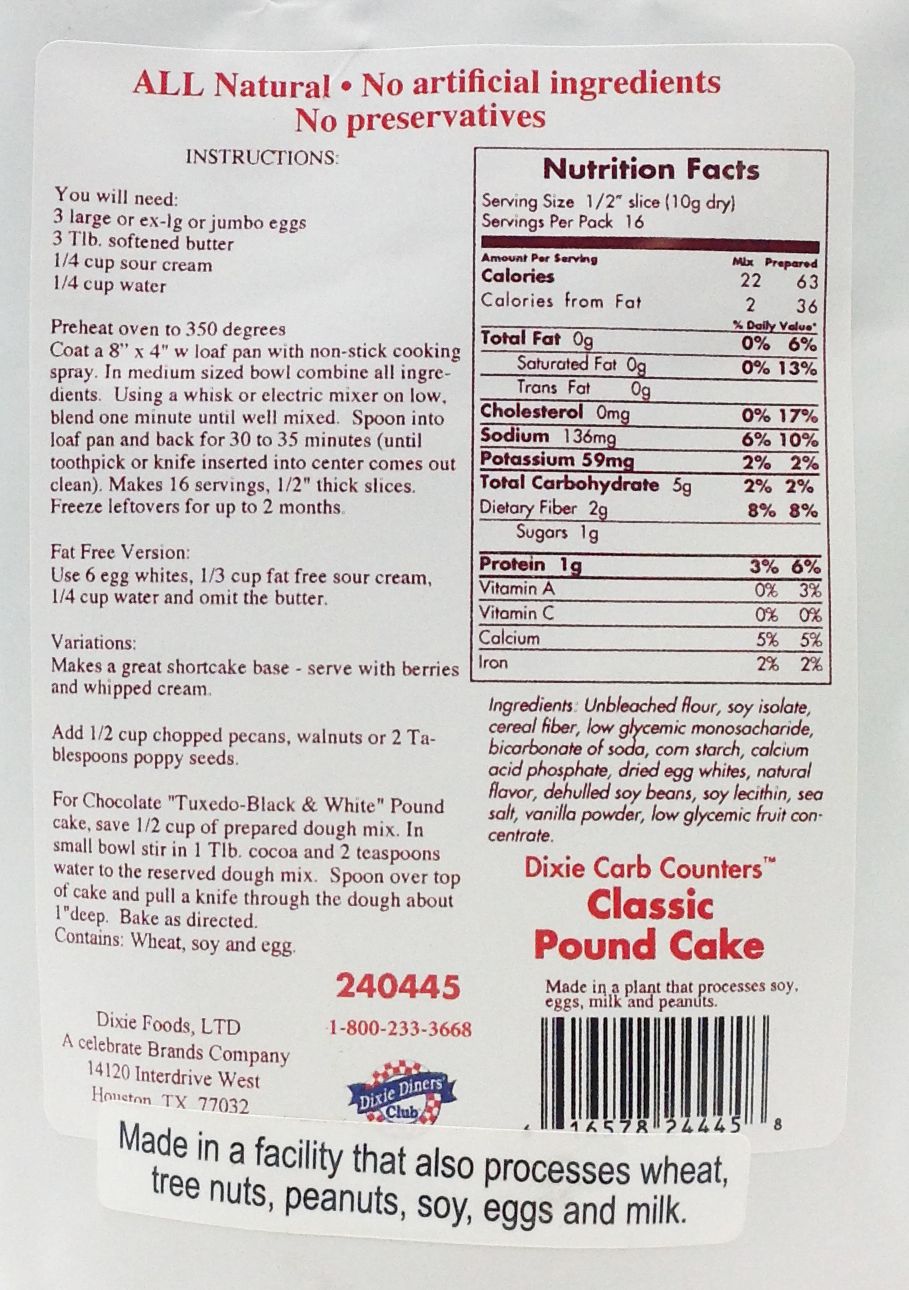 ALL Natural • No artificial ingredients
No preservatives
INSTRUCTIONS:
You will need:
3 large or ex-lg or jumbo eggs
3 Tlb. softened butter
1/4 cup sour cream
1/4 cup water
Preheat oven to 350 degrees
Coat a 8" x 4" w loaf pan with non-stick cooking
spray. In medium sized bowl combine all ingre-
dients. Using a whisk or electric mixer on low,
blend one minute until well mixed. Spoon into
loaf pan and back for 30 to 35 minutes (until
toothpick or knife inserted into center comes out
clean). Makes 16 servings, 1/2" thick slices.
Freeze leftovers for up to 2 months.
Fat Free Version:
Use 6 egg whites, 1/3 cup fat free sour cream,
1/4 cup water and omit the butter.
Variations:
Makes a great shortcake base - serve with berries
and whipped cream.
Add 1/2 cup chopped pecans, walnuts or 2 Ta-
blespoons poppy seeds.
For Chocolate "Tuxedo-Black & White" Pound
cake, save 1/2 cup of prepared dough mix. In
small bowl stir in 1 Tlb. cocoa and 2 teaspoons
water to the reserved dough mix. Spoon over top
of cake and pull a knife through the dough about
1"deep. Bake as directed.
Contains: Wheat, soy and egg.
Nutrition Facts
Serving Size 1/2" slice (10g dry)
Servings Per Pack 16
Amount Per Serving Mix Prepared
Calories 22 63
Calories from Fat 2 36
% Daily Value*
Total Fat 0g 0% 6%
Saturated Fat 0g 0% 13%
Trans Fat 0g
Cholesterol 0mg 0% 17%
Sodium 136mg 6% 10%
Potassium 59mg 2% 2%
Total Carbohydrate 5g 2% 2%
Dietary Fiber 2g 8% 8%
Sugars 1g
Protein 1g 3% 6%
Vitamin A 0% 3%
Vitamin C 0% 0%
Calcium 5% 5%
Iron 2% 2%
Ingredients: Unbleached flour, soy isolate,
cereal fiber, low glycemic monosacharide,
bicarbonate of soda, corn starch, calcium
acid phosphate, dried egg whites, natural
flavor, dehulled soy beans, soy lecithin, sea
salt, vanilla powder, low glycemic fruit con-
centrate.
Dixie Carb Counters™
Classic
Pound Cake
Made in a plant that processes soy,
eggs, milk and peanuts.
240445
1-800-233-3668
Dixie Foods, LTD
A celebrate Brands Company
14120 Interdrive West
Houston TX 77032
Dixie Diners'
Club
16578 24445 8
Made in a facility that also processes wheat,
tree nuts, peanuts, soy, eggs and milk.